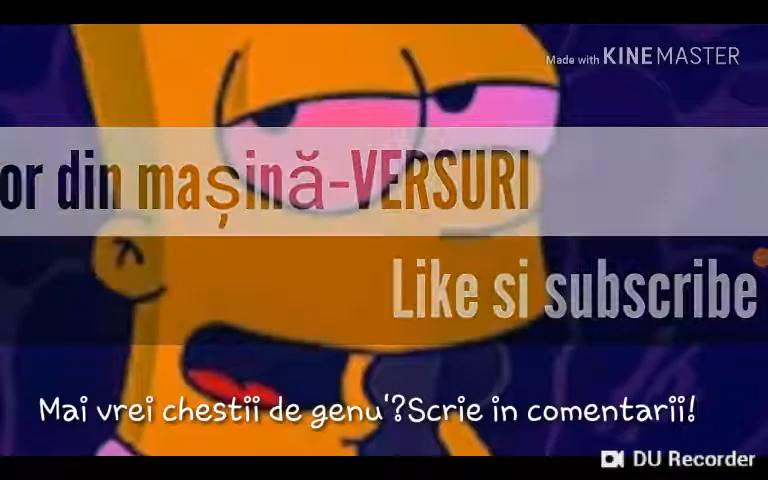 Made with KINEMASTER
or din mașină-VERSURI
Like si subscribe
Mai vrei chestii de genu'?Scrie in comentarii!
DU Recorder